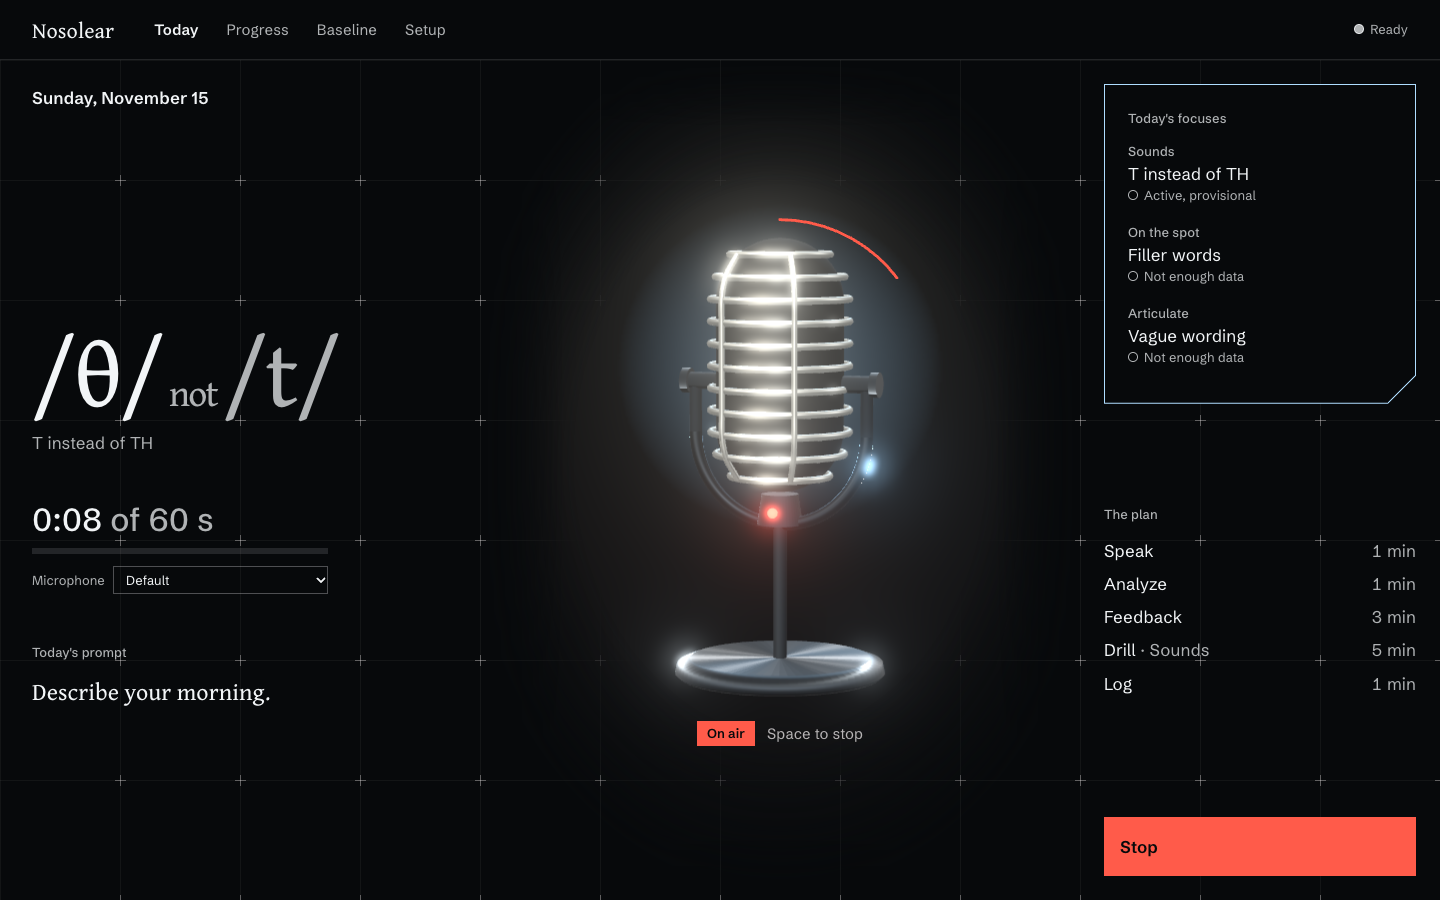 Nosolear
Today
Progress
Baseline
Setup
Ready
Sunday, November 15
/θ/ not /t/
T instead of TH
0:08 of 60 s
Microphone
Default
Today's prompt
Describe your morning.
On air
Space to stop
Today's focuses
Sounds
T instead of TH
Active, provisional
On the spot
Filler words
Not enough data
Articulate
Vague wording
Not enough data
The plan
Speak 1 min
Analyze 1 min
Feedback 3 min
Drill · Sounds 5 min
Log 1 min
Stop